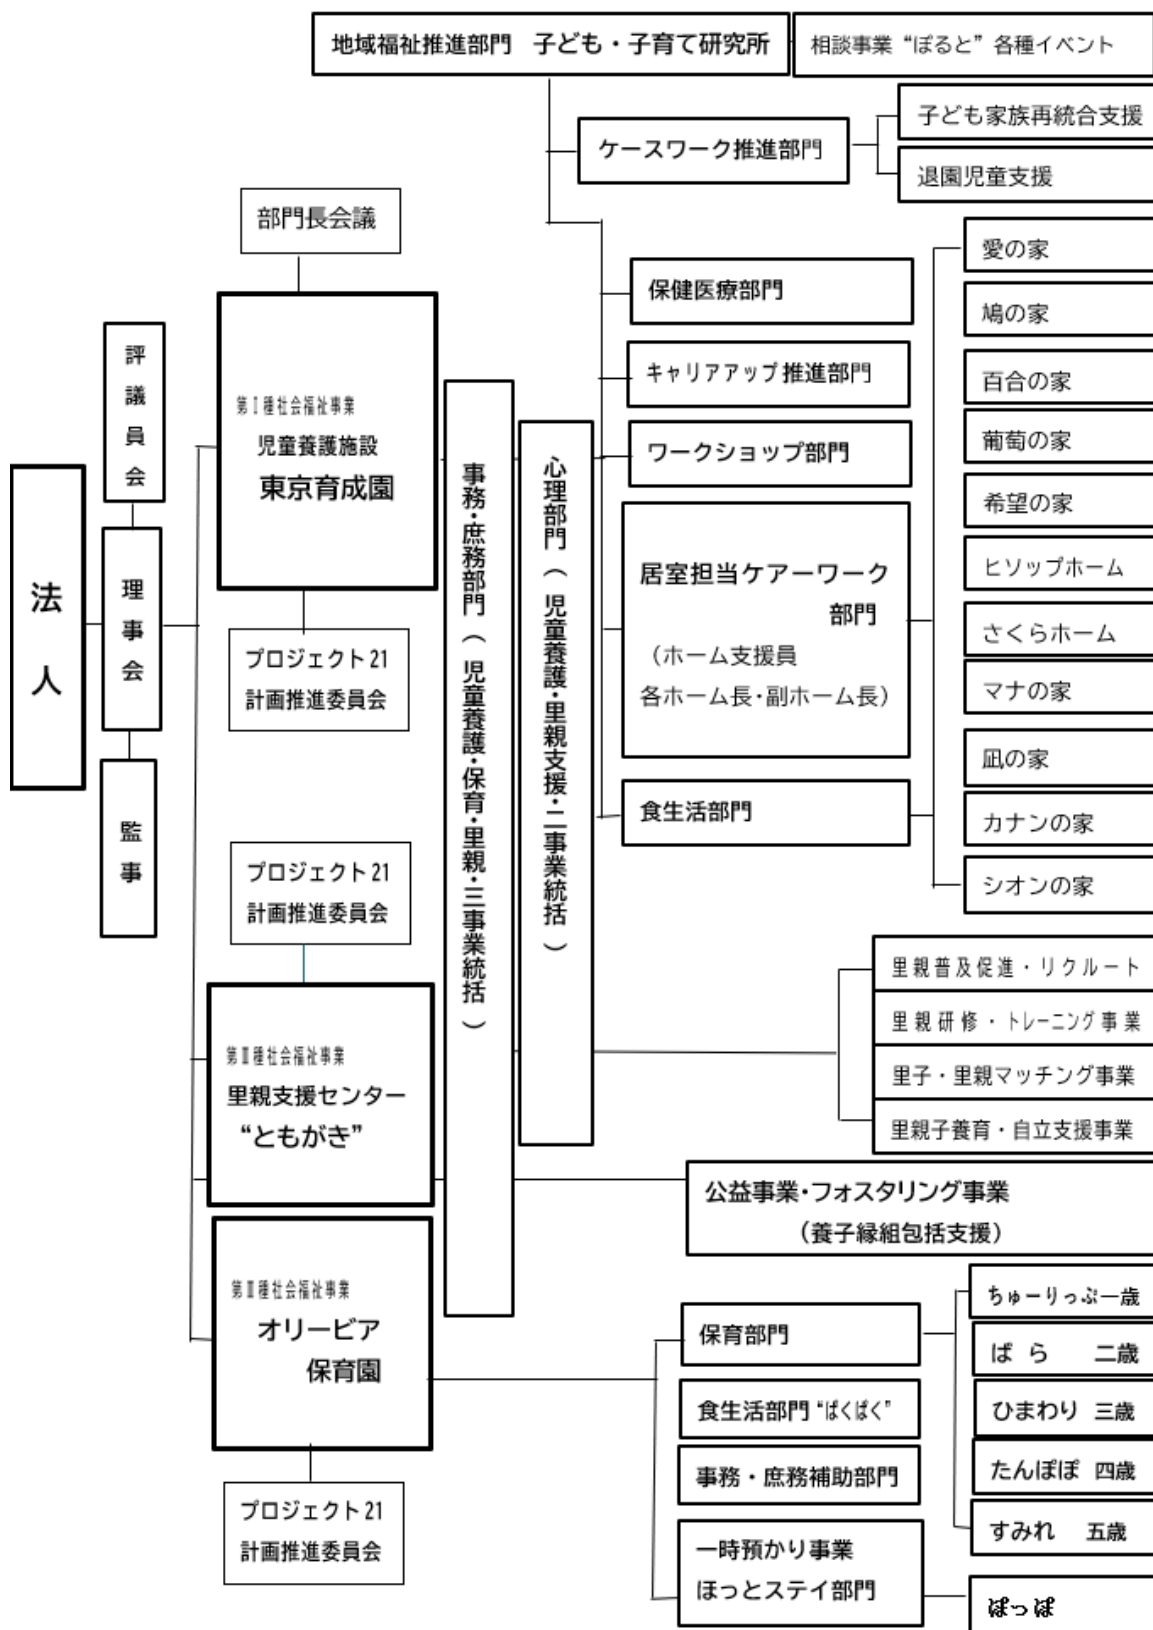 地域福祉推進部門　子ども・子育て研究所
相談事業 “ぽると” 各種イベント
ケースワーク推進部門
子ども家族再統合支援
退園児童支援
部門長会議
法人
評議員会
理事会
監事
第Ⅰ種社会福祉事業
児童養護施設
東京育成園
プロジェクト21
計画推進委員会
事務・庶務部門（児童養護・保育・里親・三事業統括）
心理部門（児童養護・里親支援・二事業統括）
保健医療部門
キャリアアップ推進部門
ワークショップ部門
居室担当ケアーワーク
部門
（ホーム支援員
各ホーム長・副ホーム長）
食生活部門
愛の家
鳩の家
百合の家
葡萄の家
希望の家
ヒソップホーム
さくらホーム
マナの家
凪の家
カナンの家
シオンの家
プロジェクト21
計画推進委員会
第Ⅱ種社会福祉事業
里親支援センター
“ともがき”
里親普及促進・リクルート
里親研修・トレーニング事業
里子・里親マッチング事業
里親子養育・自立支援事業
公益事業・フォスタリング事業
（養子縁組包括支援）
第Ⅱ種社会福祉事業
オリービア
保育園
プロジェクト21
計画推進委員会
保育部門
食生活部門“ぱくぱく”
事務・庶務補助部門
一時預かり事業
ほっとステイ部門
ちゅーりっぷ一歳
ばら　二歳
ひまわり　三歳
たんぽぽ　四歳
すみれ　五歳
ぽっぽ